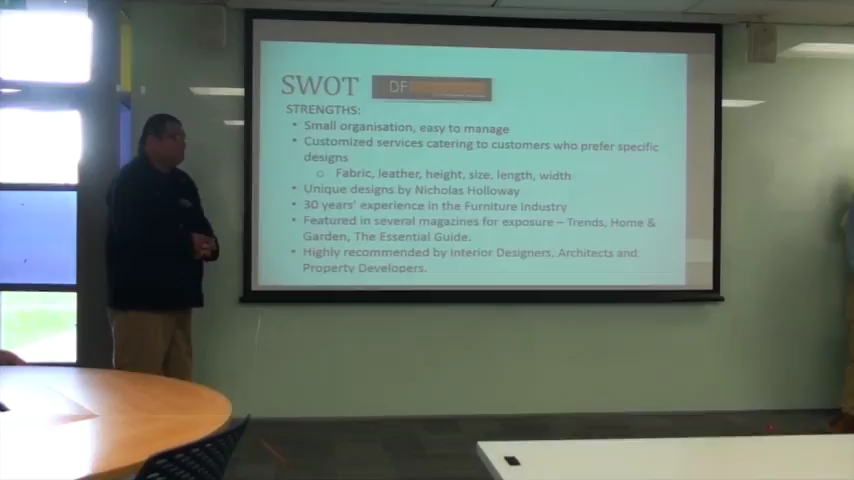 SWOT
DF
STRENGTHS:
• Small organisation, easy to manage
• Customized services catering to customers who prefer specific
designs
○ Fabric, leather, height, size, length, width
• Unique designs by Nicholas Holloway
• 30 years' experience in the Furniture Industry
• Featured in several magazines for exposure – Trends, Home &
Garden, The Essential Guide.
• Highly recommended by Interior Designers, Architects and
Property Developers.